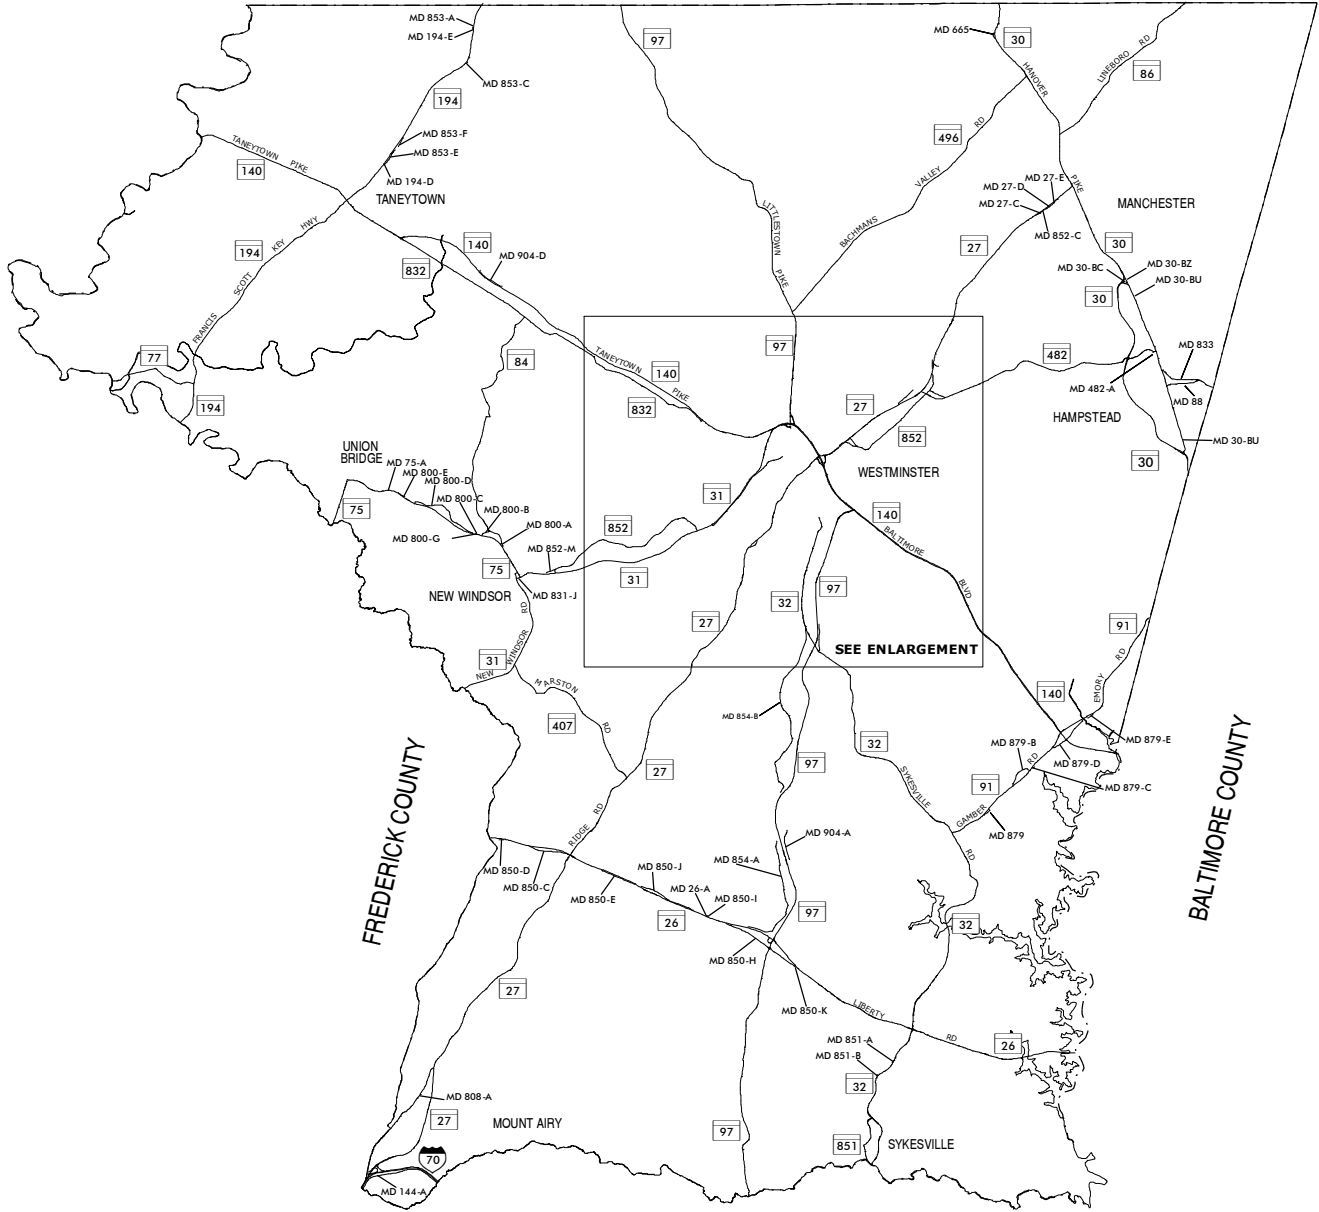 MD 853-A
MD 194-E
97
MD 665
30
LINEBORO RD
86
HANOVER
MD 853-C
194
496
RD
MD 853-F
MD 853-E
TANEYTOWN PIKE
140
MD 194-D
TANEYTOWN
VALLEY
MD 27-E
PIKE
MD 27-D
MD 27-C
MANCHESTER
LITTLESTOWN
BACHMANS
HWY
MD 852-C
194
KEY
140
27
30
MD 904-D
832
SCOTT
PIKE
MD 30-BC
MD 30-BZ
MD 30-BU
30
FRANCIS
77
84
TANEYTOWN
97
482
MD 833
140
PIKE
MD 482-A
MD 88
194
832
27
HAMPSTEAD
852
MD 30-BU
UNION
BRIDGE
MD 75-A
MD 800-E
MD 800-D
MD 800-C
WESTMINSTER
30
75
31
MD 800-B
MD 800-A
852
140
MD 800-G
BALTIMORE
MD 852-M
75
31
NEW WINDSOR
MD 831-J
97
32
BLVD
RD
27
91
WINDSOR
SEE ENLARGEMENT
31
NEW
RD
MARSTON
140
EMORY
407
RD
MD 854-B
32
MD 879-E
MD 879-B
RD
MD 879-D
97
27
SYKESVILLE
91
MD 879-C
FREDERICK COUNTY
BALTIMORE COUNTY
RIDGE RD
GAMBER
MD 879
MD 904-A
RD
MD 850-D
MD 850-J
MD 854-A
MD 850-C
MD 26-A
MD 850-E
MD 850-I
26
97
32
MD 850-H
27
MD 850-K
LIBERTY
RD
MD 851-A
26
MD 851-B
32
MD 808-A
27
MOUNT AIRY
97
851
SYKESVILLE
70
MD 144-A